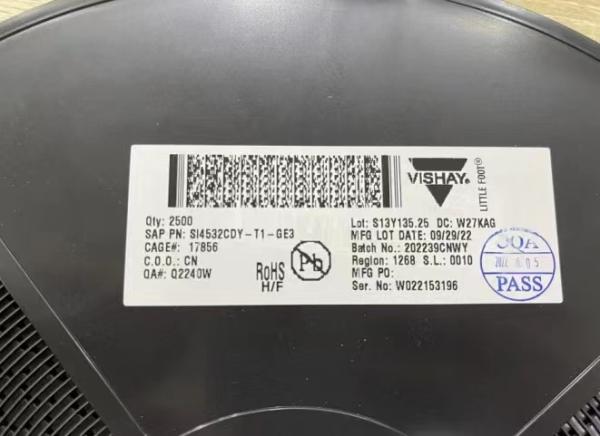 VISHAY®
LITTLE FOOT®
Qty: 2500
SAP PN: SI4532CDY-T1-GE3
CAGE#: 17856
C.O.O.: CN
QA#: Q2240W
RoHS
H/F
Pb
Lot: S13Y135.25 DC: W27KAG
MFG LOT DATE: 09/29/22
Batch No.: 202239CNWY
Region: 1268 S.L.: 0010
MFG PO:
Ser. No: W022153196
OQA
PASS